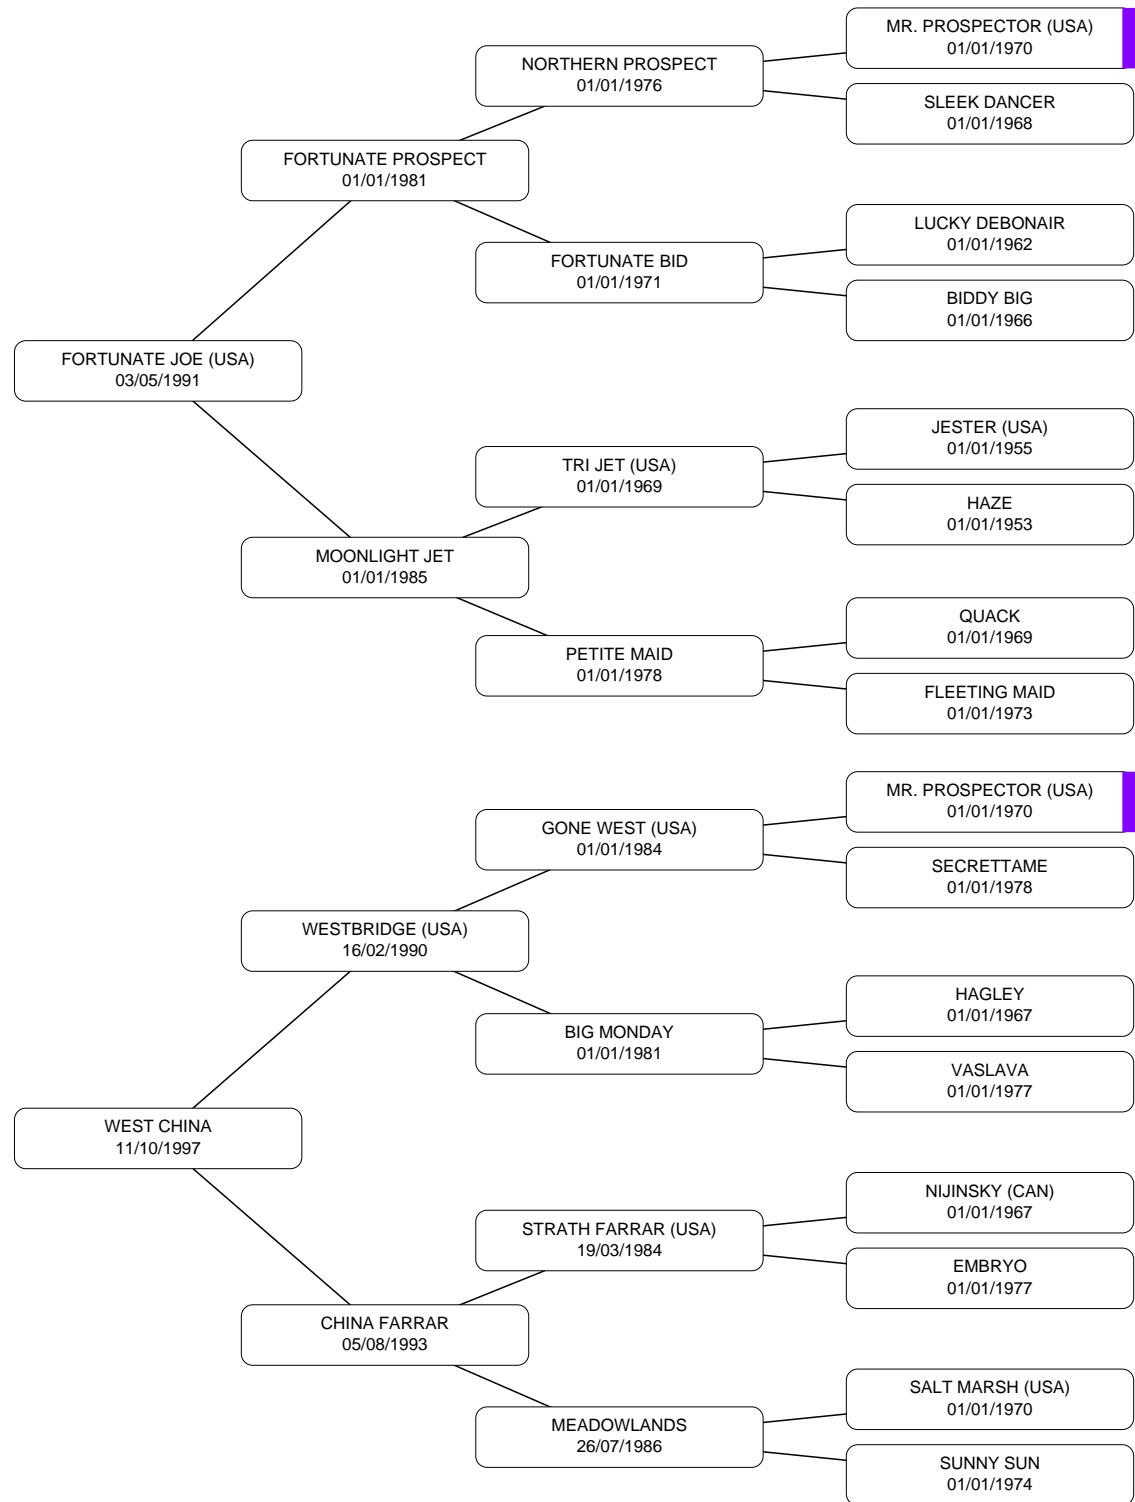 MR. PROSPECTOR (USA)
01/01/1970
NORTHERN PROSPECT
01/01/1976
SLEEK DANCER
01/01/1968
FORTUNATE PROSPECT
01/01/1981
LUCKY DEBONAIR
01/01/1962
FORTUNATE BID
01/01/1971
BIDDY BIG
01/01/1966
FORTUNATE JOE (USA)
03/05/1991
JESTER (USA)
01/01/1955
TRI JET (USA)
01/01/1969
HAZE
01/01/1953
MOONLIGHT JET
01/01/1985
QUACK
01/01/1969
PETITE MAID
01/01/1978
FLEETING MAID
01/01/1973
MR. PROSPECTOR (USA)
01/01/1970
GONE WEST (USA)
01/01/1984
SECRETTAME
01/01/1978
WESTBRIDGE (USA)
16/02/1990
HAGLEY
01/01/1967
BIG MONDAY
01/01/1981
VASLAVA
01/01/1977
WEST CHINA
11/10/1997
NIJINSKY (CAN)
01/01/1967
STRATH FARRAR (USA)
19/03/1984
EMBRYO
01/01/1977
CHINA FARRAR
05/08/1993
SALT MARSH (USA)
01/01/1970
MEADOWLANDS
26/07/1986
SUNNY SUN
01/01/1974